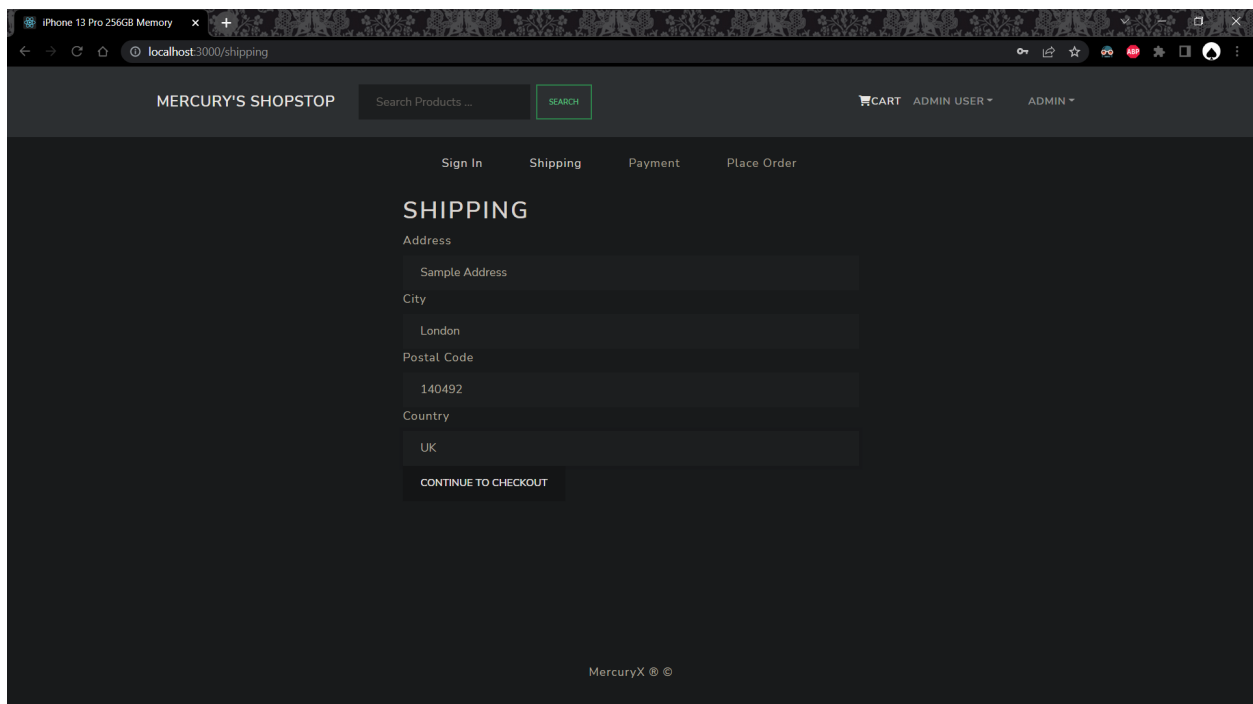 iPhone 13 Pro 256GB Memory
localhost:3000/shipping
ABP
MERCURY'S SHOPSTOP Search Products ... SEARCH CART ADMIN USER ADMIN
Sign In Shipping Payment Place Order
SHIPPING
Address
Sample Address
City
London
Postal Code
140492
Country
UK
CONTINUE TO CHECKOUT
MercuryX ® ©